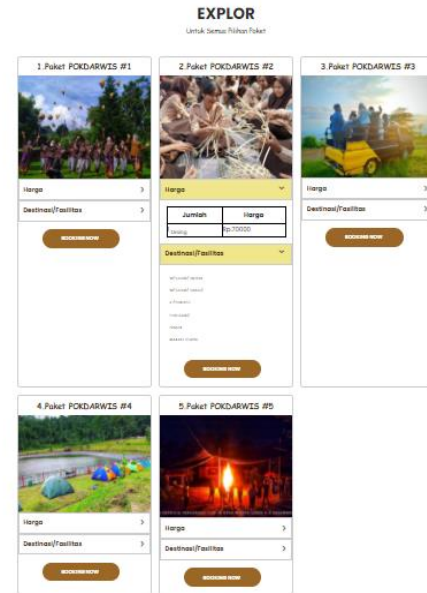 EXPLOR
Untuk Semua Pilihan Paket
1.Paket POKDARWIS #1
Harga
Destinasi/Fasilitas
BOOKING NOW
2.Paket POKDARWIS #2
Harga
Jumlah Harga
Rp.70000
Destinasi/Fasilitas
BOOKING NOW
3.Paket POKDARWIS #3
Harga
Destinasi/Fasilitas
BOOKING NOW
4.Paket POKDARWIS #4
Harga
Destinasi/Fasilitas
BOOKING NOW
5.Paket POKDARWIS #5
Harga
Destinasi/Fasilitas
BOOKING NOW